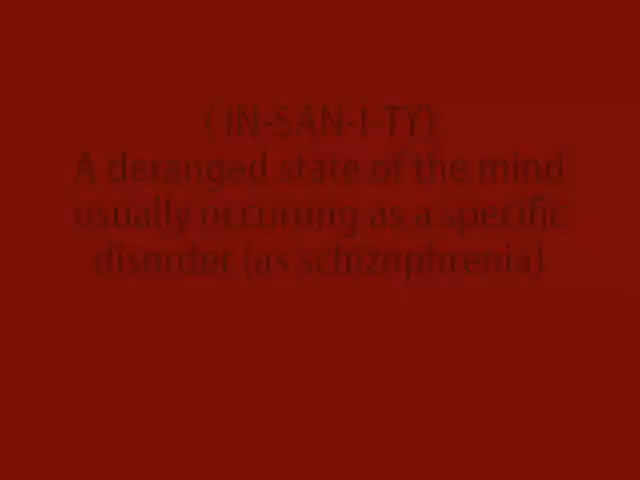 ( IN-SAN-I-TY)
A deranged state of the mind
usually occurring as a specific
disorder (as schizophrenia)